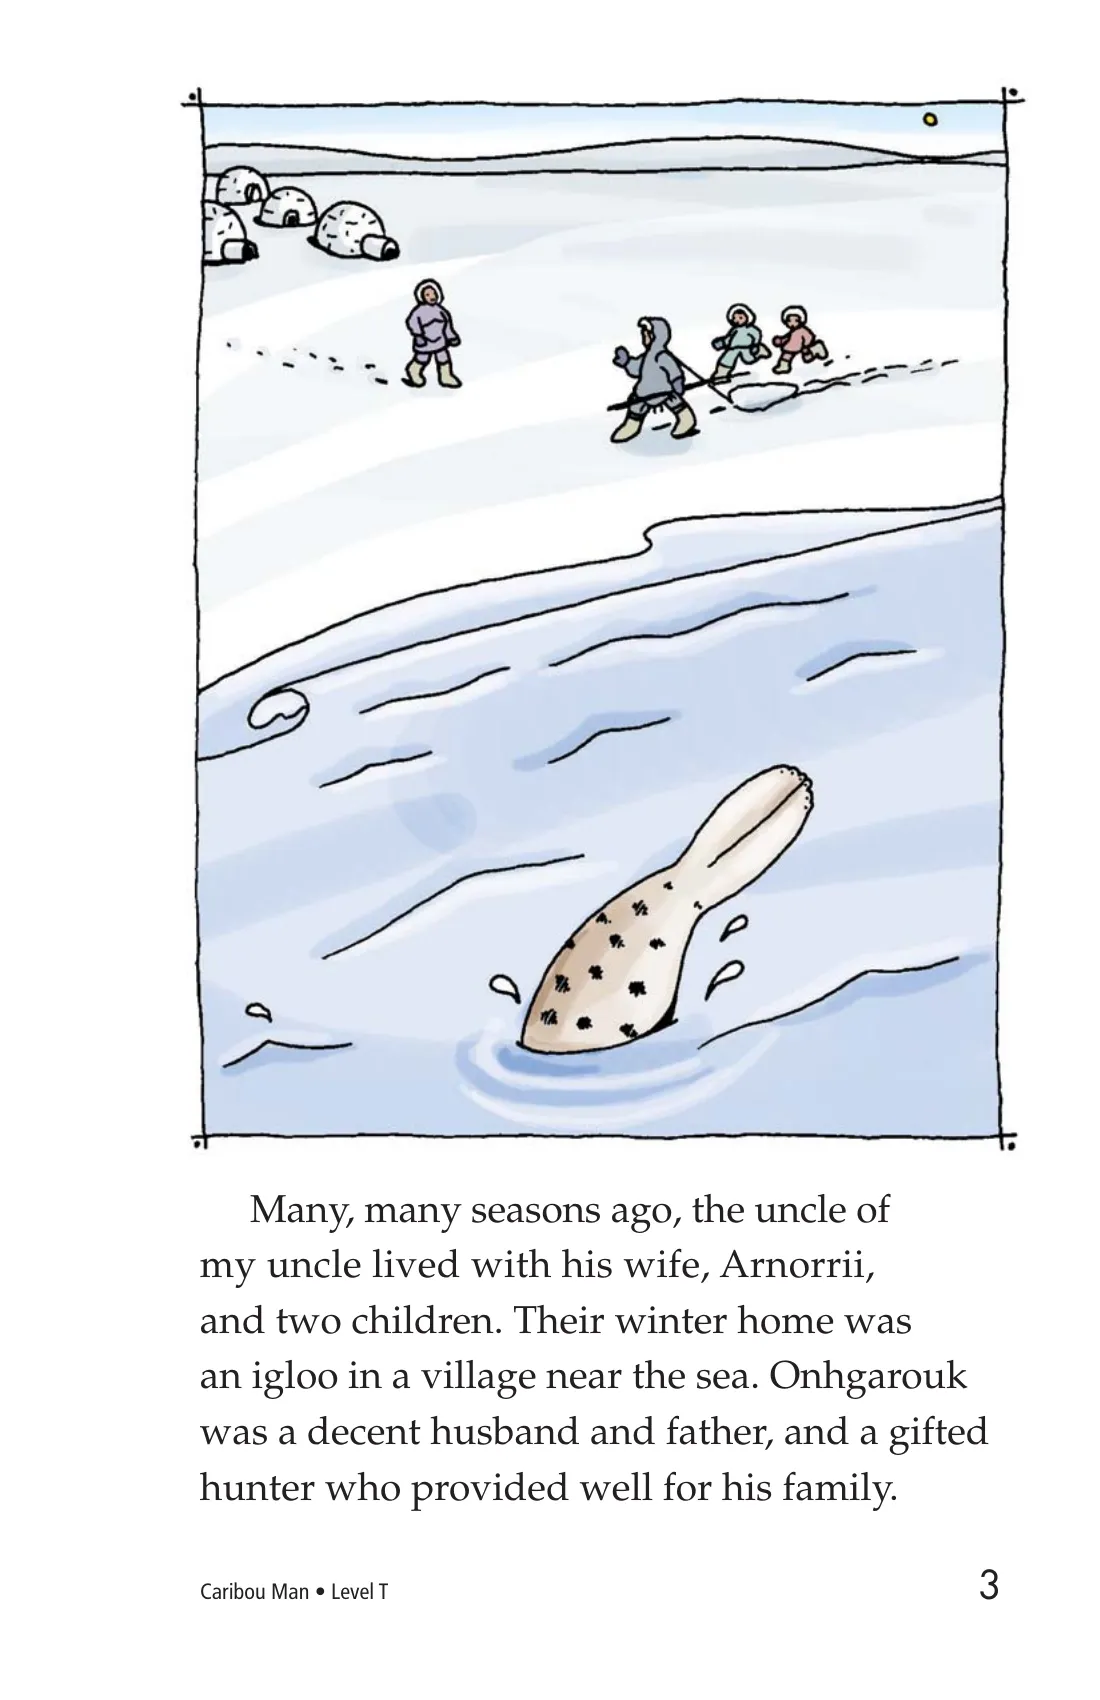 Many, many seasons ago, the uncle of
my uncle lived with his wife, Arnorrii,
and two children. Their winter home was
an igloo in a village near the sea. Onhgarouk
was a decent husband and father, and a gifted
hunter who provided well for his family.
Caribou Man • Level T
3